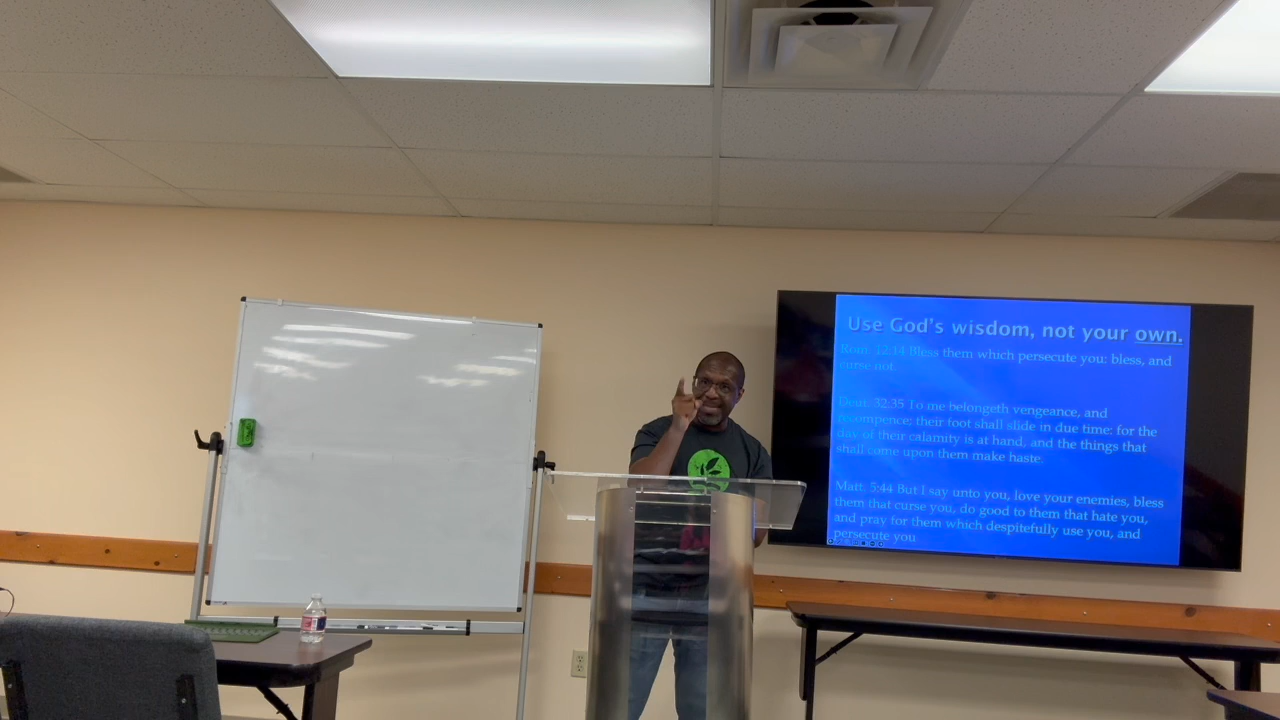 Use God's wisdom, not your own.
Rom. 12:14 Bless them which persecute you: bless, and
curse not.
Deut. 32:35 To me belongeth vengeance, and
recompence; their foot shall slide in due time: for the
day of their calamity is at hand, and the things that
shall come upon them make haste.
Matt. 5:44 But I say unto you, love your enemies, bless
them that curse you, do good to them that hate you,
and pray for them which despitefully use you, and
persecute you